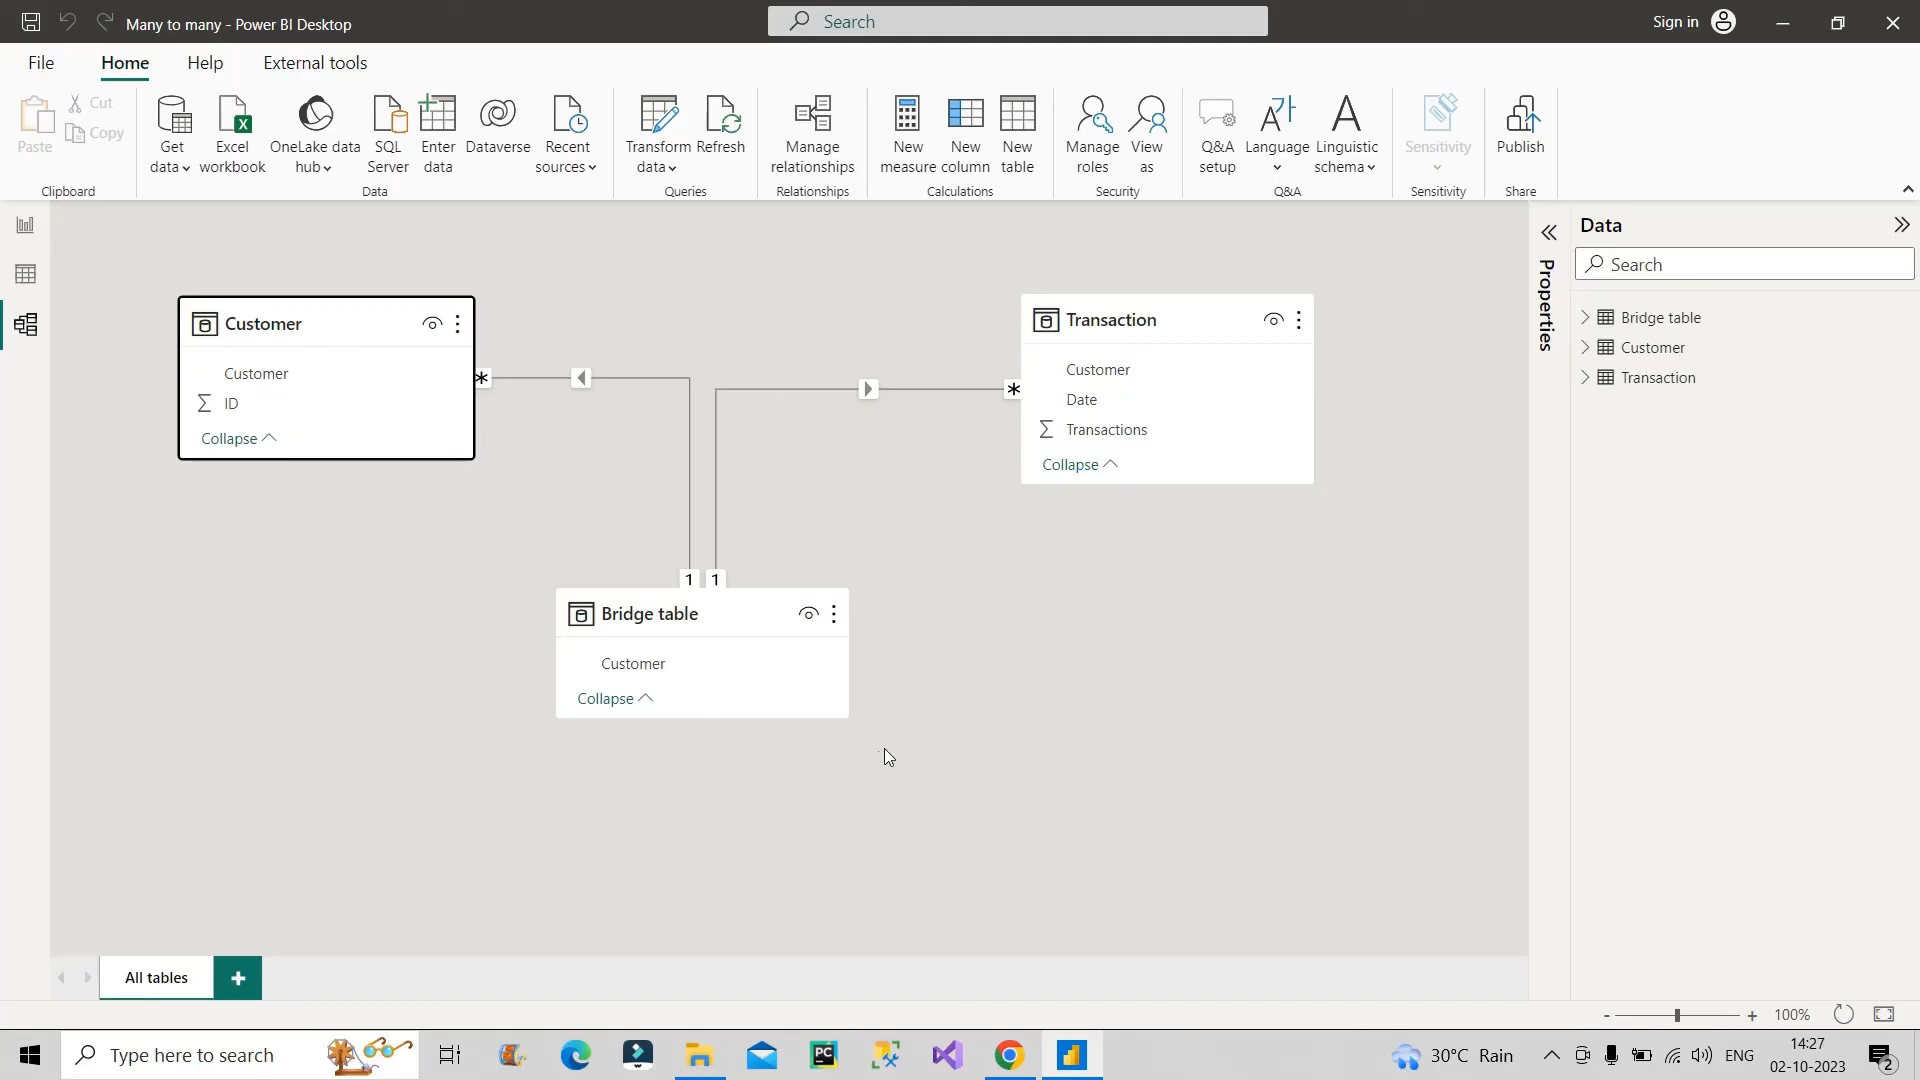 Many to many - Power BI Desktop
Search
Sign in
File
Home
Help
External tools
Paste
Cut
Copy
Get data
Excel workbook
OneLake data hub
SQL Server
Enter data
Dataverse
Recent sources
Transform data
Refresh
Manage relationships
New measure
New column
New table
Manage roles
View as
Q&A setup
Language
Linguistic schema
Sensitivity
Publish
Clipboard
Data
Queries
Relationships
Calculations
Security
Q&A
Sensitivity
Share
Customer
Customer
Σ ID
Collapse
*
Transaction
Customer
Date
Σ Transactions
Collapse
*
1
1
Bridge table
Customer
Collapse
Properties
Data
Search
Bridge table
Customer
Transaction
All tables
+
- + 100%
Type here to search
PC
30°C Rain
ENG
14:27
02-10-2023
2